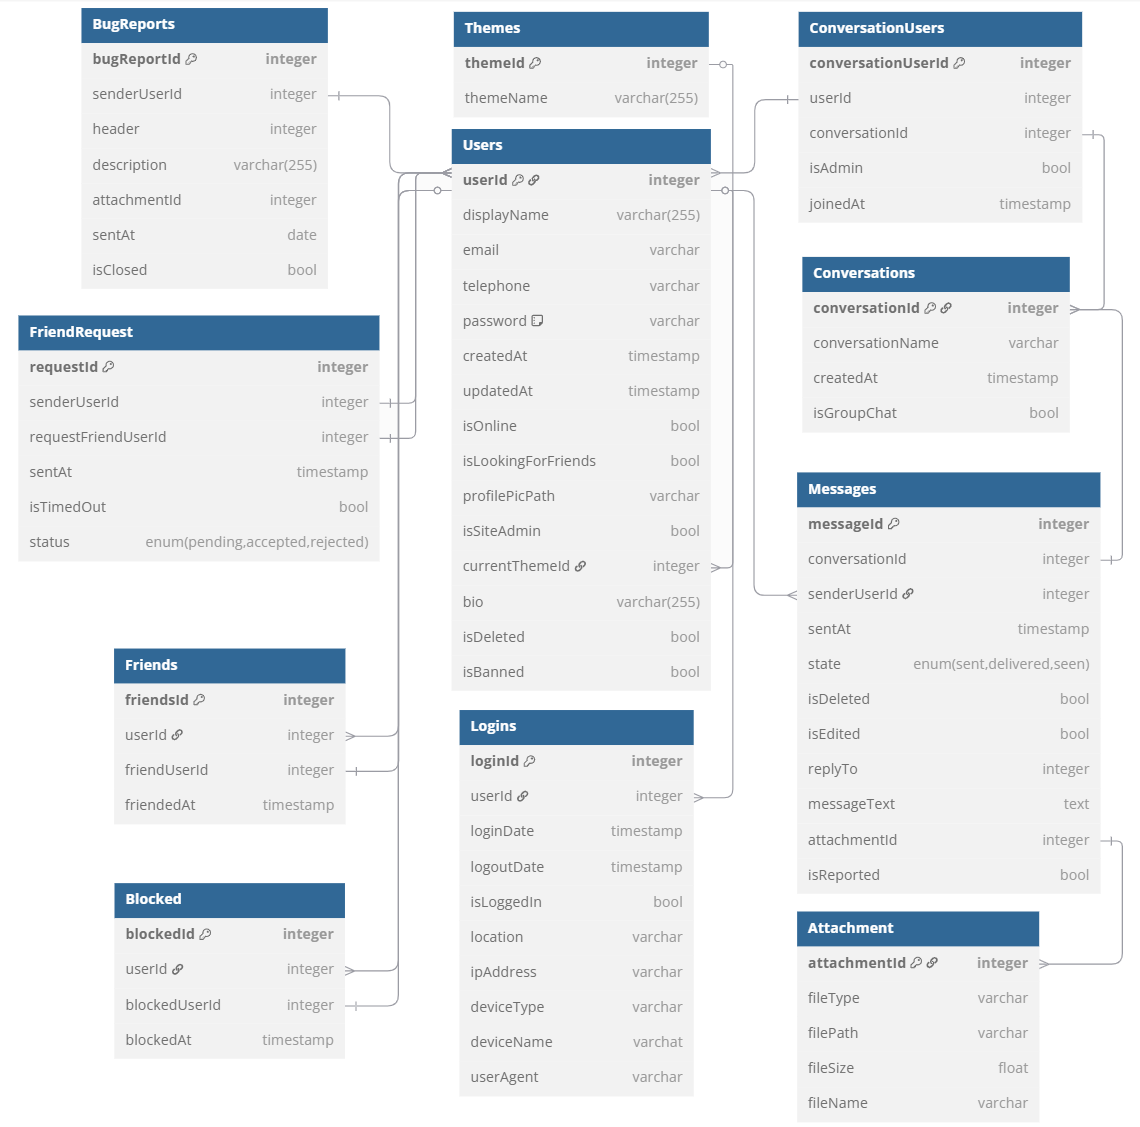 BugReports
bugReportId integer
senderUserId integer
header integer
description varchar(255)
attachmentId integer
sentAt date
isClosed bool
FriendRequest
requestId integer
senderUserId integer
requestFriendUserId integer
sentAt timestamp
isTimedOut bool
status enum(pending,accepted,rejected)
Friends
friendsId integer
userId integer
friendUserId integer
friendedAt timestamp
Blocked
blockedId integer
userId integer
blockedUserId integer
blockedAt timestamp
Themes
themeId integer
themeName varchar(255)
Users
userId integer
displayName varchar(255)
email varchar
telephone varchar
password varchar
createdAt timestamp
updatedAt timestamp
isOnline bool
isLookingForFriends bool
profilePicPath varchar
isSiteAdmin bool
currentThemeId integer
bio varchar(255)
isDeleted bool
isBanned bool
Logins
loginId integer
userId integer
loginDate timestamp
logoutDate timestamp
isLoggedIn bool
location varchar
ipAddress varchar
deviceType varchar
deviceName varchat
userAgent varchar
ConversationUsers
conversationUserId integer
userId integer
conversationId integer
isAdmin bool
joinedAt timestamp
Conversations
conversationId integer
conversationName varchar
createdAt timestamp
isGroupChat bool
Messages
messageId integer
conversationId integer
senderUserId integer
sentAt timestamp
state enum(sent,delivered,seen)
isDeleted bool
isEdited bool
replyTo integer
messageText text
attachmentId integer
isReported bool
Attachment
attachmentId integer
fileType varchar
filePath varchar
fileSize float
fileName varchar